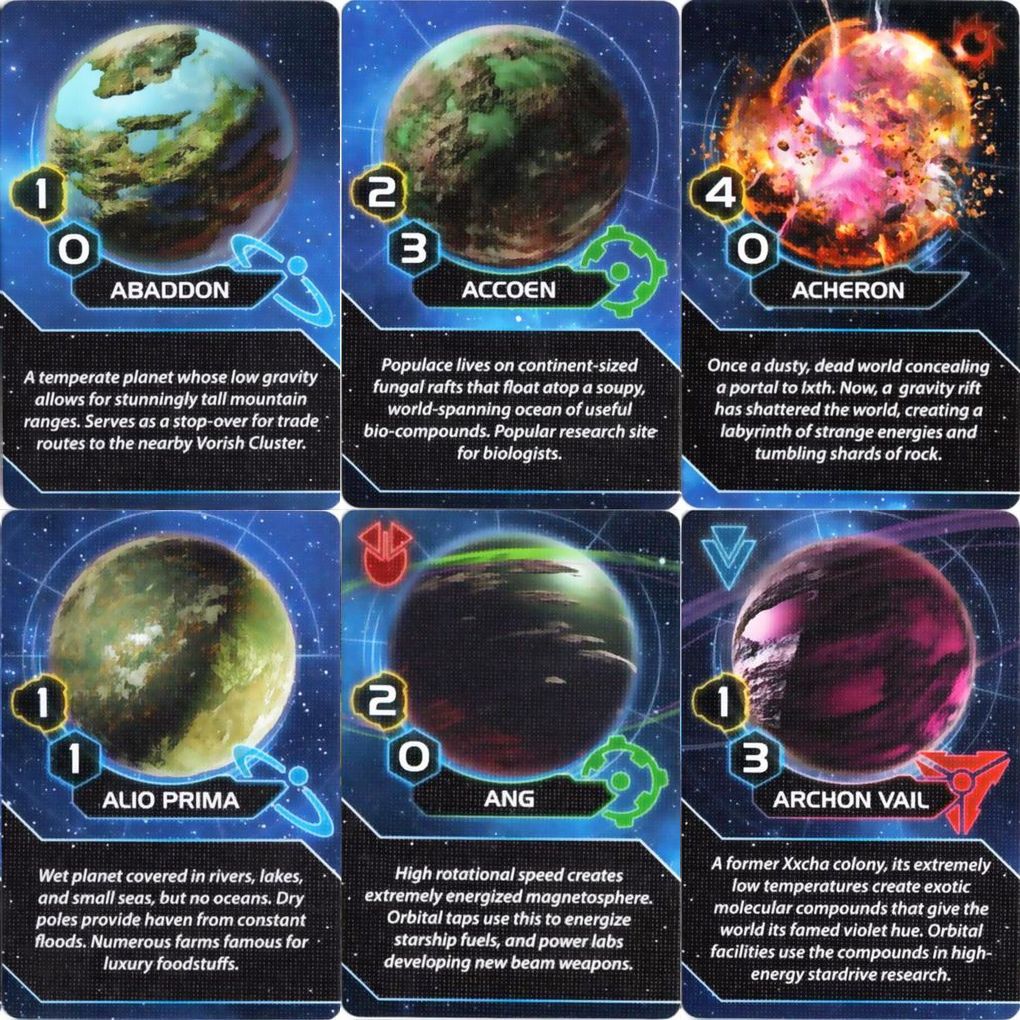 1
0
ABADDON
A temperate planet whose low gravity
allows for stunningly tall mountain
ranges. Serves as a stop-over for trade
routes to the nearby Vorish Cluster.
2
3
ACCOEN
Populace lives on continent-sized
fungal rafts that float atop a soupy,
world-spanning ocean of useful
bio-compounds. Popular research site
for biologists.
4
0
ACHERON
Once a dusty, dead world concealing
a portal to Ixth. Now, a gravity rift
has shattered the world, creating a
labyrinth of strange energies and
tumbling shards of rock.
1
1
ALIO PRIMA
Wet planet covered in rivers, lakes,
and small seas, but no oceans. Dry
poles provide haven from constant
floods. Numerous farms famous for
luxury foodstuffs.
2
0
ANG
High rotational speed creates
extremely energized magnetosphere.
Orbital taps use this to energize
starship fuels, and power labs
developing new beam weapons.
1
3
ARCHON VAIL
A former Xxcha colony, its extremely
low temperatures create exotic
molecular compounds that give the
world its famed violet hue. Orbital
facilities use the compounds in high-
energy stardrive research.